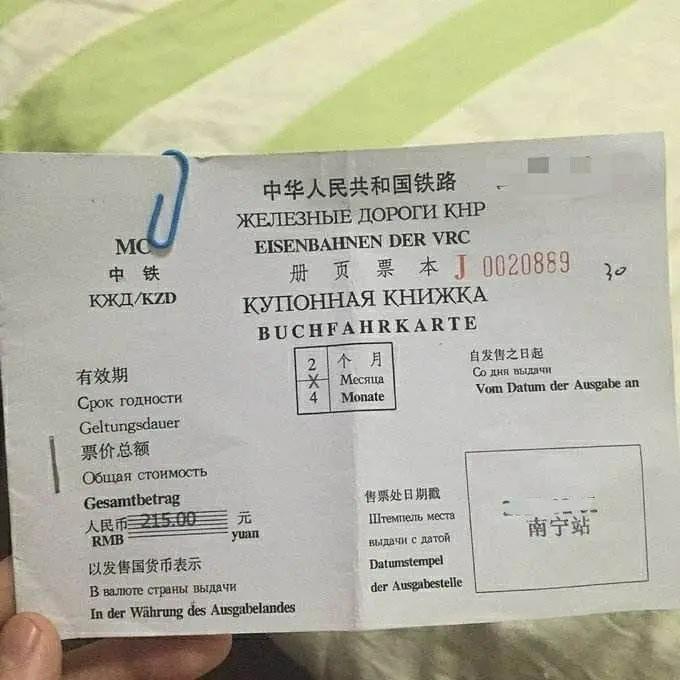 中华人民共和国铁路
ЖЕЛЕЗНЫЕ ДОРОГИ КНР
EISENBAHNEN DER VRC
МС
中 铁
ҚЖД/KZD
册 页 票 本 J 0020889 30
ҚУПОННАЯ КНИЖҚА
BUCHFAHRKARTE
2 个 月
X Месяца
4 Monate
自发售之日起
Со дня выдачи
Vom Datum der Ausgabe an
有效期
Срок годности
Geltungsdauer
票价总额
Общая стоимость
Gesamtbetrag
人民币 215.00 元
RMB yuan
以发售国货币表示
В валюте страны выдачи
In der Währung des Ausgabelandes
售票处日期戳
Штемпель места
выдачи с датой
Datumstempel
der Ausgabestelle
南宁站